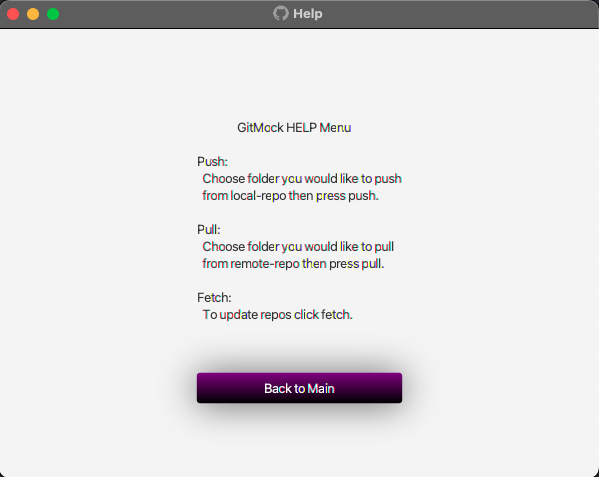 Help
GitMock HELP Menu
Push:
Choose folder you would like to push
from local-repo then press push.
Pull:
Choose folder you would like to pull
from remote-repo then press pull.
Fetch:
To update repos click fetch.
Back to Main